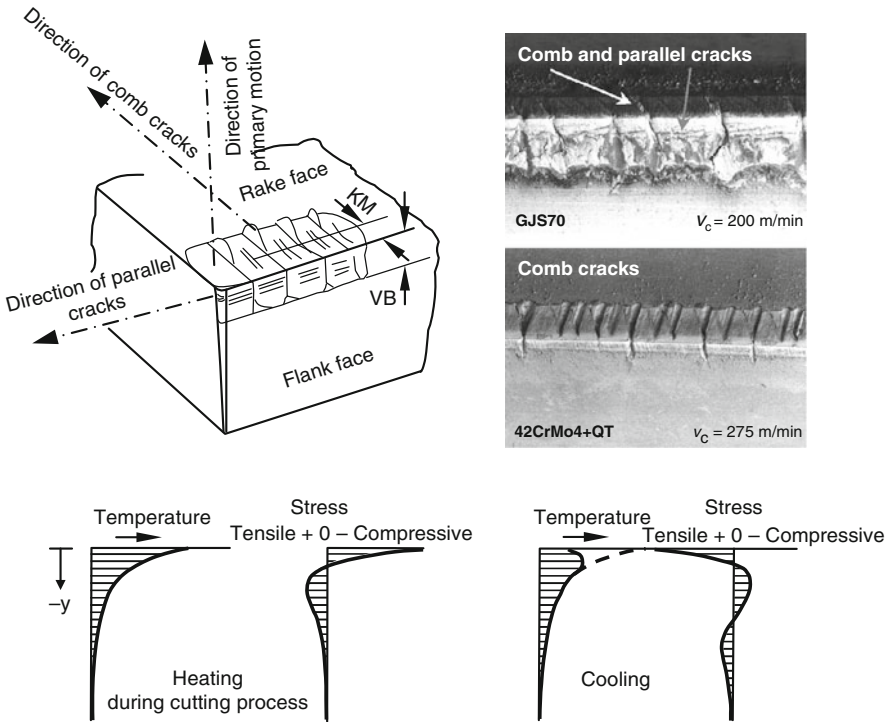 Direction of comb cracks
Direction of
primary motion
Rake face
KM
Direction of parallel
cracks
VB
Flank face
Comb and parallel cracks
GJS70
vc = 200 m/min
Comb cracks
42CrMo4+QT
vc = 275 m/min
Temperature
Stress
Tensile + 0 – Compressive
–y
Heating
during cutting process
Temperature
Stress
Tensile + 0 – Compressive
Cooling